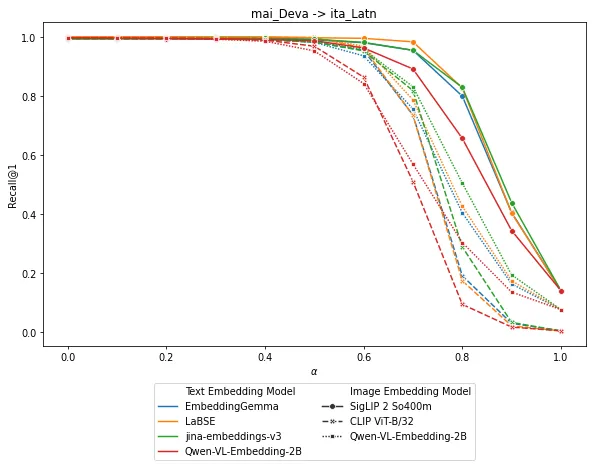 mai_Deva -> ita_Latn
Recall@1
1.0
0.8
0.6
0.4
0.2
0.0
0.0 0.2 0.4 0.6 0.8 1.0
α
Text Embedding Model
EmbeddingGemma
LaBSE
jina-embeddings-v3
Qwen-VL-Embedding-2B
Image Embedding Model
SigLIP 2 So400m
CLIP ViT-B/32
Qwen-VL-Embedding-2B